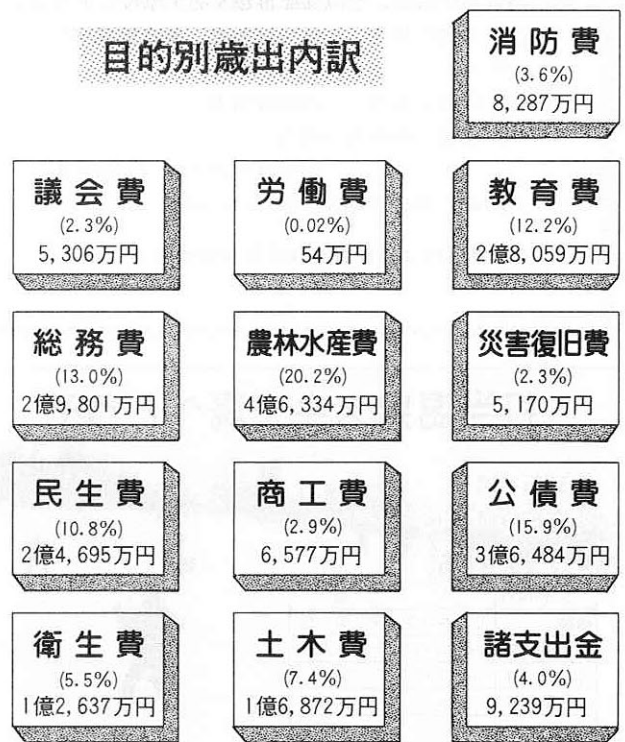 目的別歳出内訳
消防費
(3.6%)
8,287万円
議会費
(2.3%)
5,306万円
労働費
(0.02%)
54万円
教育費
(12.2%)
2億8,059万円
総務費
(13.0%)
2億9,801万円
農林水産費
(20.2%)
4億6,334万円
災害復旧費
(2.3%)
5,170万円
民生費
(10.8%)
2億4,695万円
商工費
(2.9%)
6,577万円
公債費
(15.9%)
3億6,484万円
衛生費
(5.5%)
1億2,637万円
土木費
(7.4%)
1億6,872万円
諸支出金
(4.0%)
9,239万円